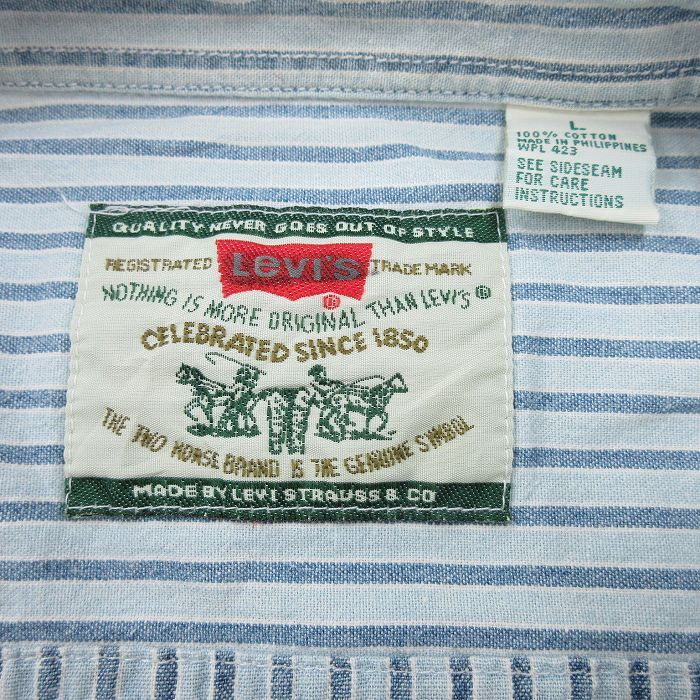 L
100% COTTON
MADE IN PHILIPPINES
WPL 423
SEE SIDESEAM
FOR CARE
INSTRUCTIONS
QUALITY NEVER GOES OUT OF STYLE
REGISTRATED Levi's TRADE MARK
®
NOTHING IS MORE ORIGINAL THAN LEVI'S ®
CELEBRATED SINCE 1850
THE TWO HORSE BRAND IS THE GENUINE SYMBOL
MADE BY LEVI STRAUSS & CO